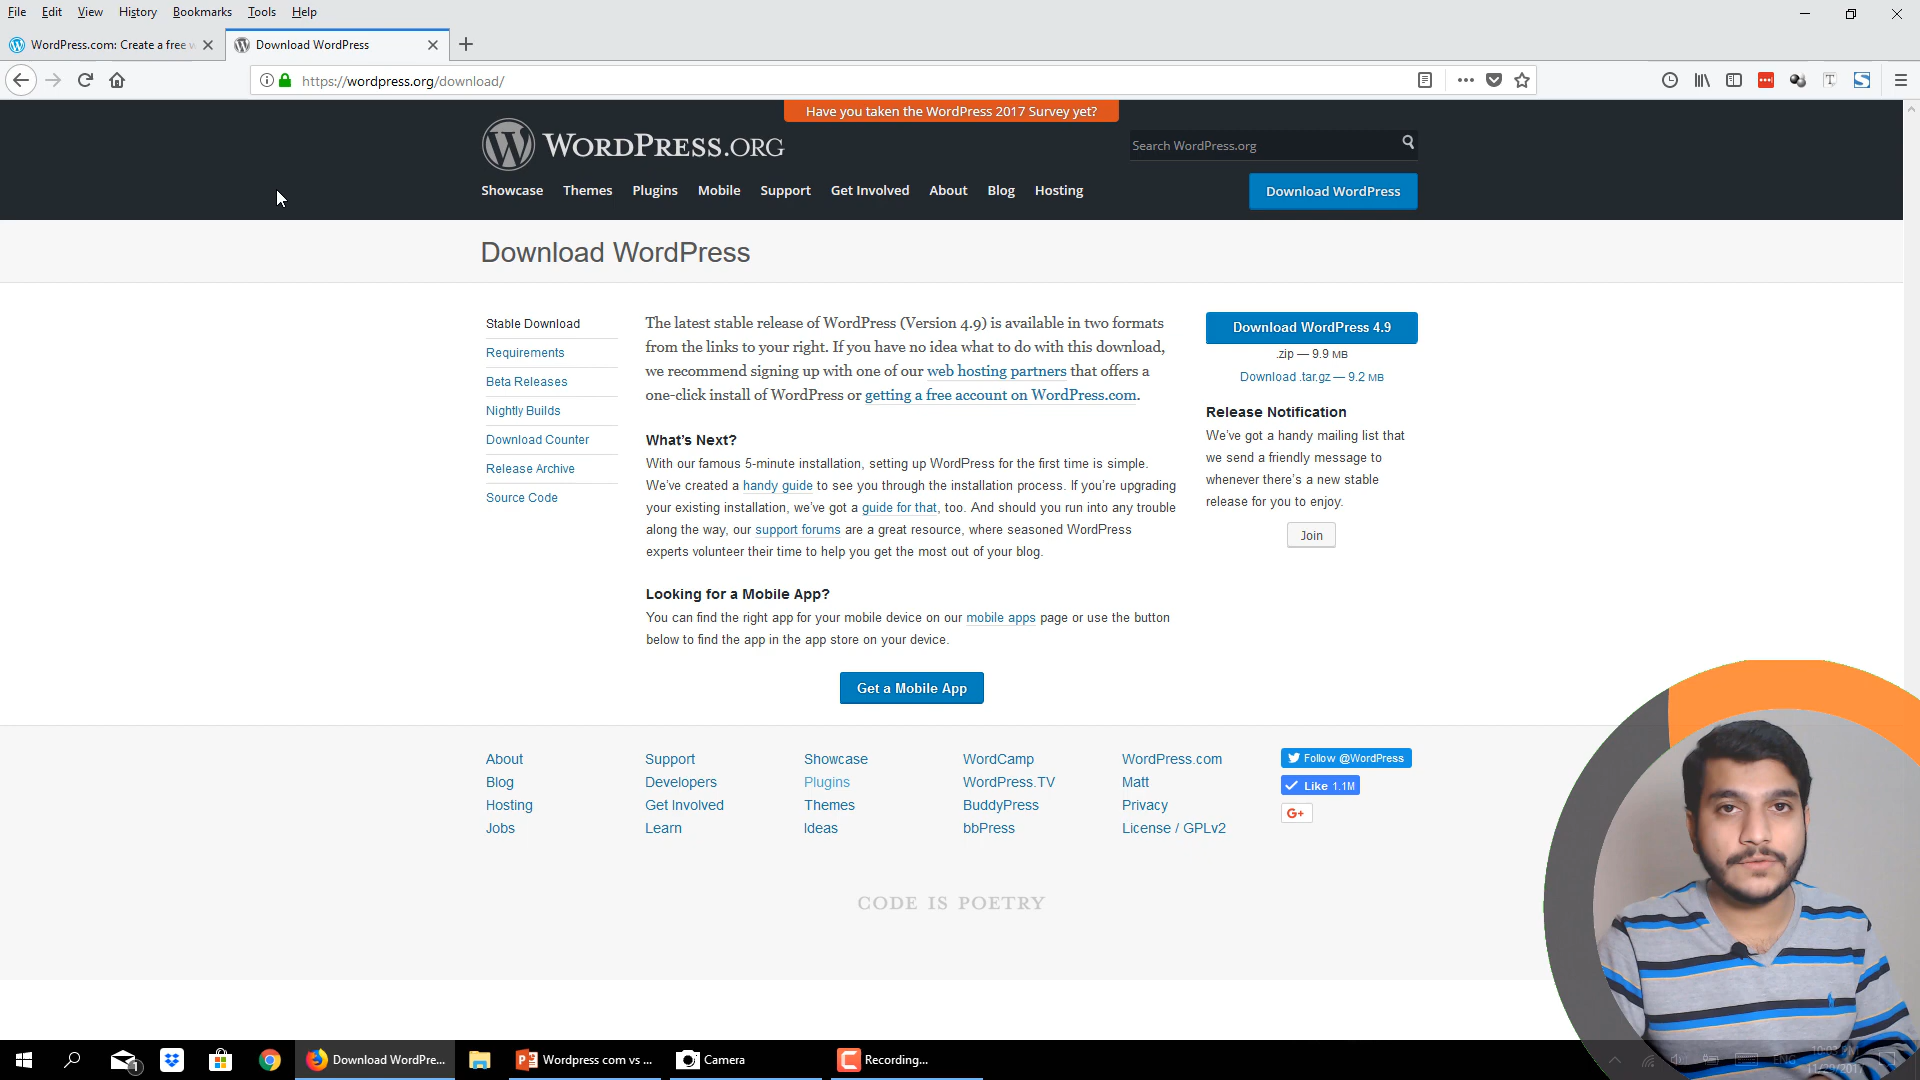 File Edit View History Bookmarks Tools Help
WordPress.com: Create a free w
Download WordPress
https://wordpress.org/download/
Have you taken the WordPress 2017 Survey yet?
WORDPRESS.ORG
Search WordPress.org
Showcase Themes Plugins Mobile Support Get Involved About Blog Hosting
Download WordPress
Download WordPress
Stable Download
Requirements
Beta Releases
Nightly Builds
Download Counter
Release Archive
Source Code
The latest stable release of WordPress (Version 4.9) is available in two formats
from the links to your right. If you have no idea what to do with this download,
we recommend signing up with one of our web hosting partners that offers a
one-click install of WordPress or getting a free account on WordPress.com.
What's Next?
With our famous 5-minute installation, setting up WordPress for the first time is simple.
We've created a handy guide to see you through the installation process. If you're upgrading
your existing installation, we've got a guide for that, too. And should you run into any trouble
along the way, our support forums are a great resource, where seasoned WordPress
experts volunteer their time to help you get the most out of your blog.
Looking for a Mobile App?
You can find the right app for your mobile device on our mobile apps page or use the button
below to find the app in the app store on your device.
Get a Mobile App
Download WordPress 4.9
.zip — 9.9 MB
Download .tar.gz — 9.2 MB
Release Notification
We've got a handy mailing list that
we send a friendly message to
whenever there's a new stable
release for you to enjoy.
Join
About
Blog
Hosting
Jobs
Support
Developers
Get Involved
Learn
Showcase
Plugins
Themes
Ideas
WordCamp
WordPress.TV
BuddyPress
bbPress
WordPress.com
Matt
Privacy
License / GPLv2
Follow @WordPress
Like 1.1M
G+
CODE IS POETRY
1
Download WordPre...
Wordpress com vs ...
Camera
Recording...
ENG
10:03 PM